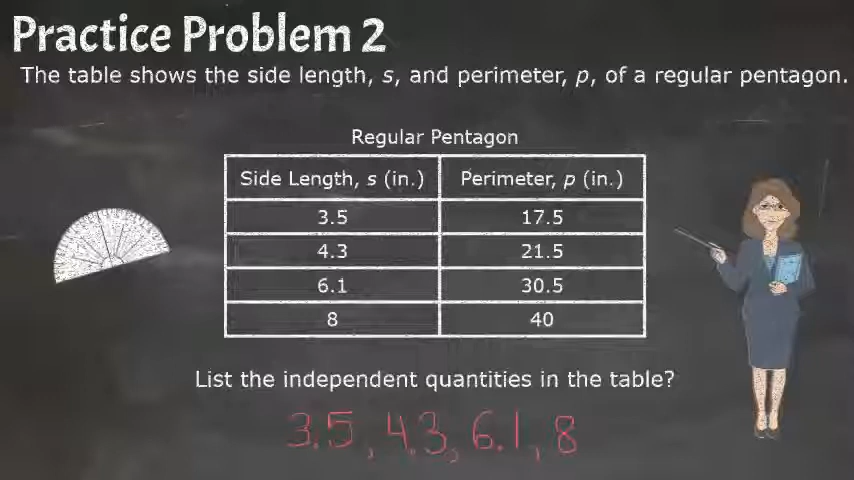 Practice Problem 2
The table shows the side length, s, and perimeter, p, of a regular pentagon.
Regular Pentagon
Side Length, s (in.) Perimeter, p (in.)
3.5 17.5
4.3 21.5
6.1 30.5
8 40
List the independent quantities in the table?
3.5, 4.3, 6.1, 8